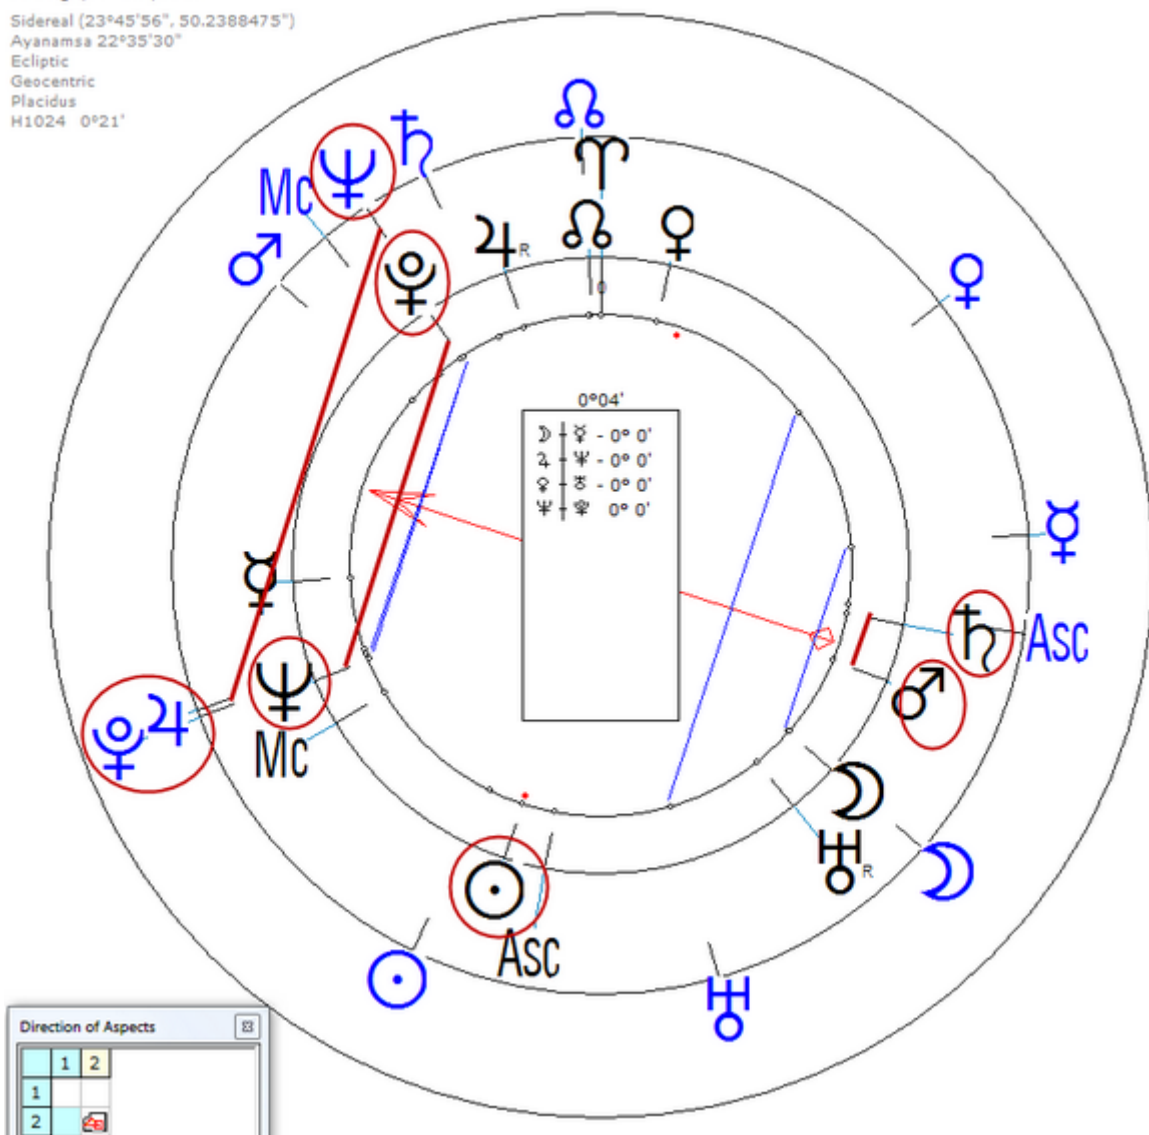 Sidereal (23°45'56", 50.2388475")
Ayanamsa 22°35'30"
Ecliptic
Geocentric
Placidus
H1024 0°21'
☊
♄
♆
Mc
♈
♂
☊
♀
♃ R
♇
♀
0
0°04'
☽ ☿ - 0° 0'
♃ ♆ - 0° 0'
♀ ♅ - 0° 0'
♆ ♇ 0° 0'
☿
☿
♄
Asc
♆
♂
♇ ♃
Mc
☽
♅ R
☽
☉
Asc
☉
♅
Direction of Aspects
1 2
1
2